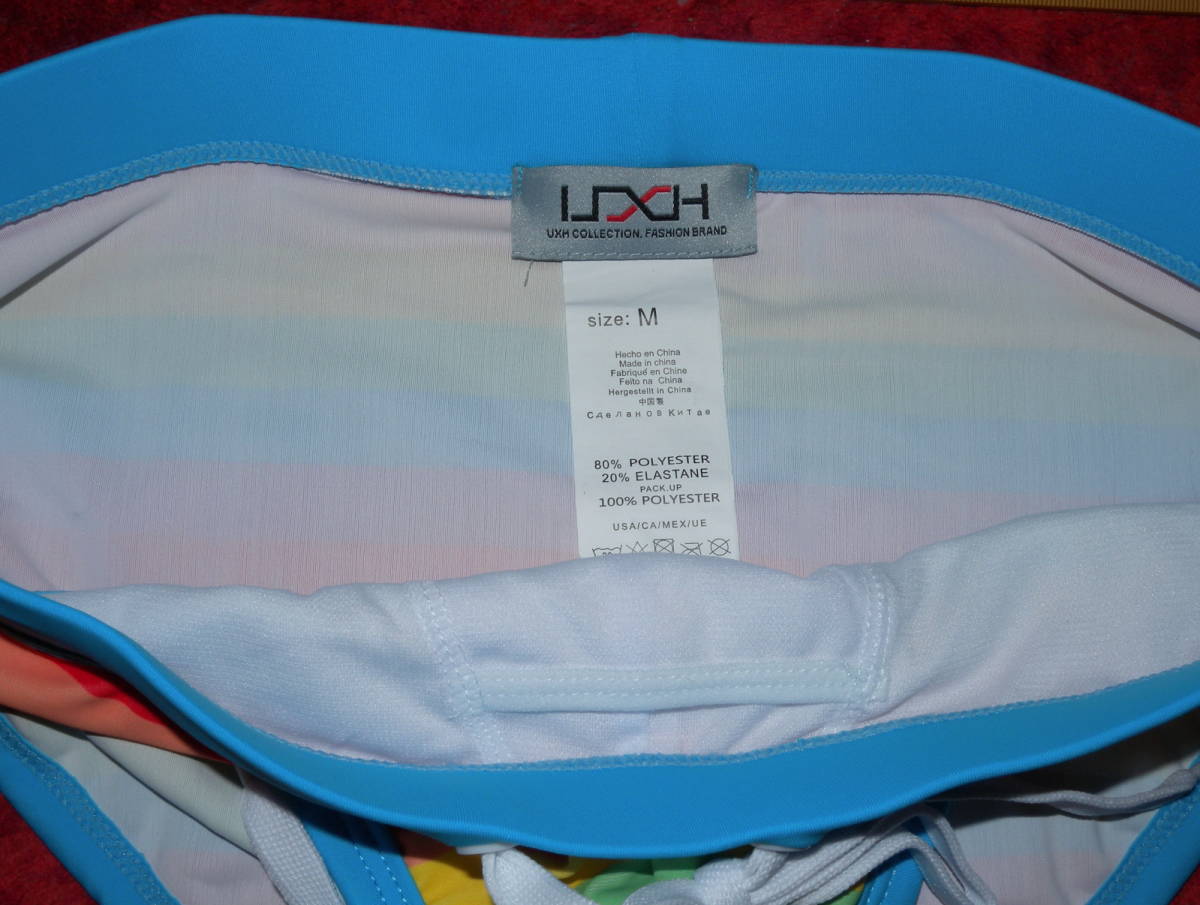 UXH
UXH COLLECTION. FASHION BRAND
size: M
Hecho en China
Made in china
Fabriqué en Chine
Feito na China
Hergestellt in China
中国製
Сделанов Китае
80% POLYESTER
20% ELASTANE
PACK.UP
100% POLYESTER
USA/CA/MEX/UE